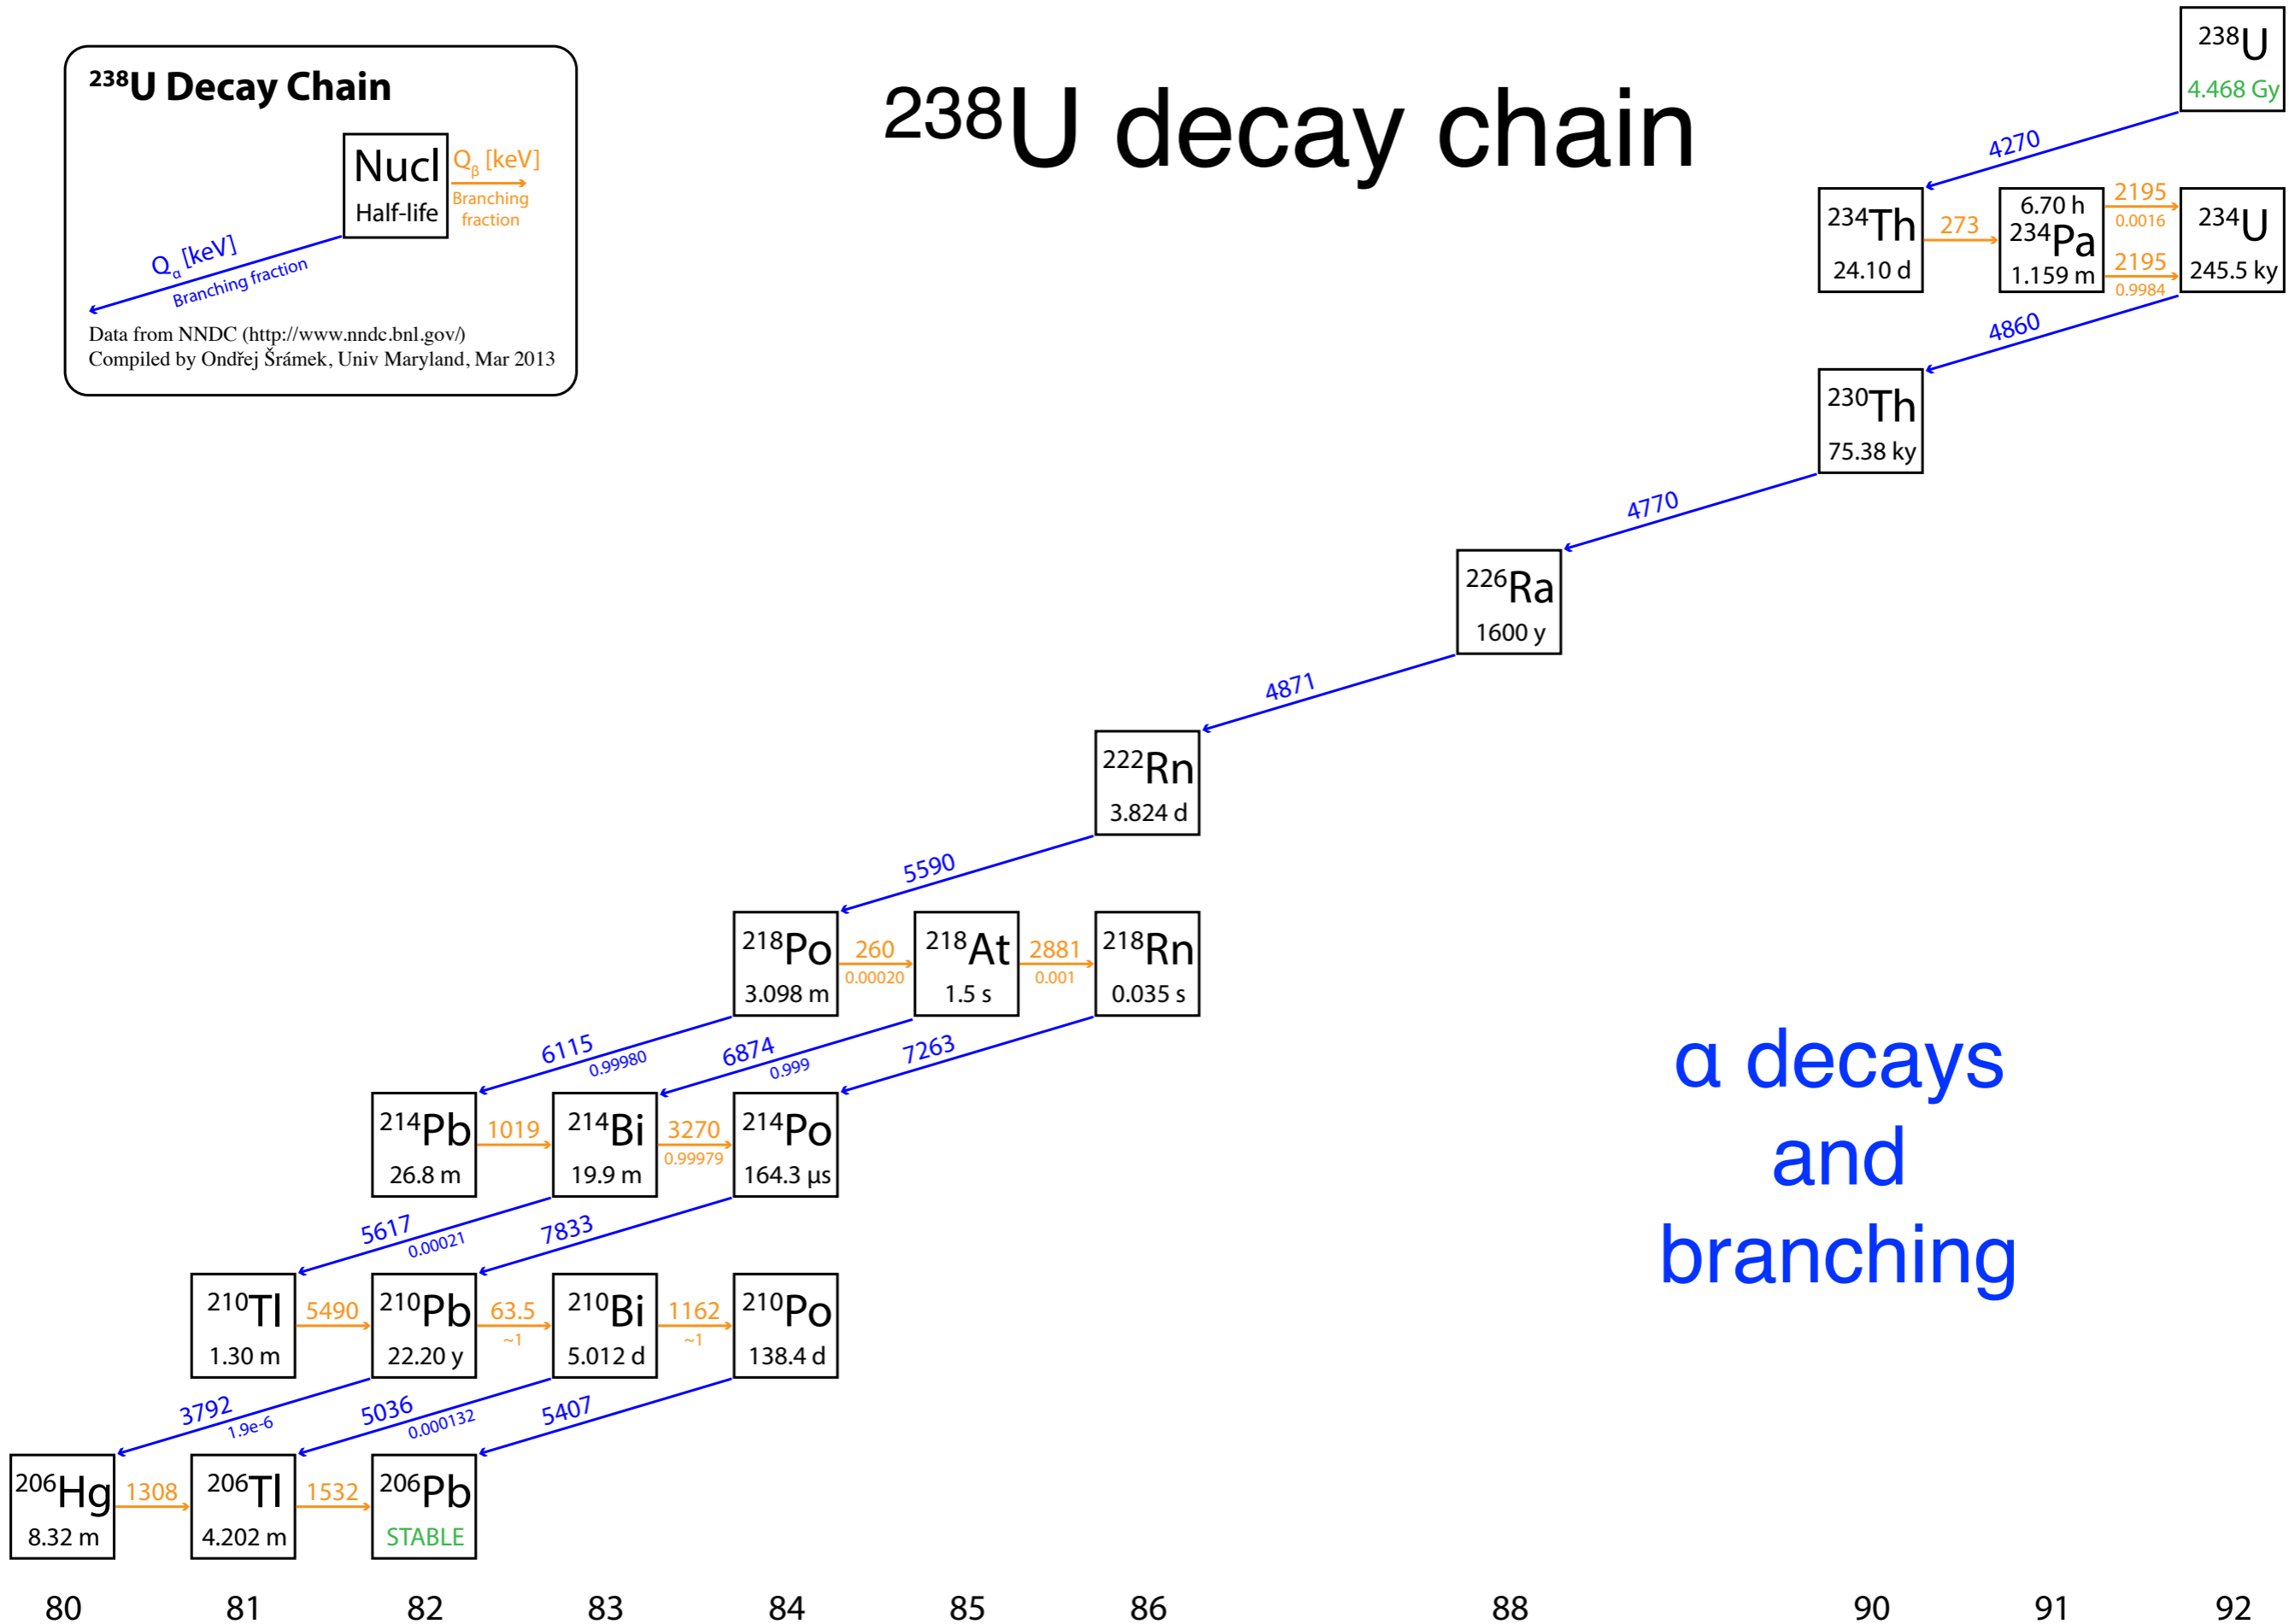 ²³⁸U Decay Chain
Nucl
Half-life
Qβ [keV]
Branching
fraction
Qα [keV]
Branching fraction
Data from NNDC (http://www.nndc.bnl.gov/)
Compiled by Ondřej Šrámek, Univ Maryland, Mar 2013
²³⁸U decay chain
²³⁸U
4.468 Gy
4270
²³⁴Th
24.10 d
273
6.70 h
²³⁴Pa
1.159 m
2195
0.0016
2195
0.9984
²³⁴U
245.5 ky
4860
²³⁰Th
75.38 ky
4770
²²⁶Ra
1600 y
4871
²²²Rn
3.824 d
5590
²¹⁸Po
3.098 m
260
0.00020
²¹⁸At
1.5 s
2881
0.001
²¹⁸Rn
0.035 s
6115
0.99980
6874
0.999
7263
α decays
and
branching
²¹⁴Pb
26.8 m
1019
²¹⁴Bi
19.9 m
3270
0.99979
²¹⁴Po
164.3 µs
5617
0.00021
7833
²¹⁰Tl
1.30 m
5490
²¹⁰Pb
22.20 y
63.5
~1
²¹⁰Bi
5.012 d
1162
~1
²¹⁰Po
138.4 d
3792
1.9e-6
5036
0.000132
5407
²⁰⁶Hg
8.32 m
1308
²⁰⁶Tl
4.202 m
1532
²⁰⁶Pb
STABLE
80 81 82 83 84 85 86 88 90 91 92